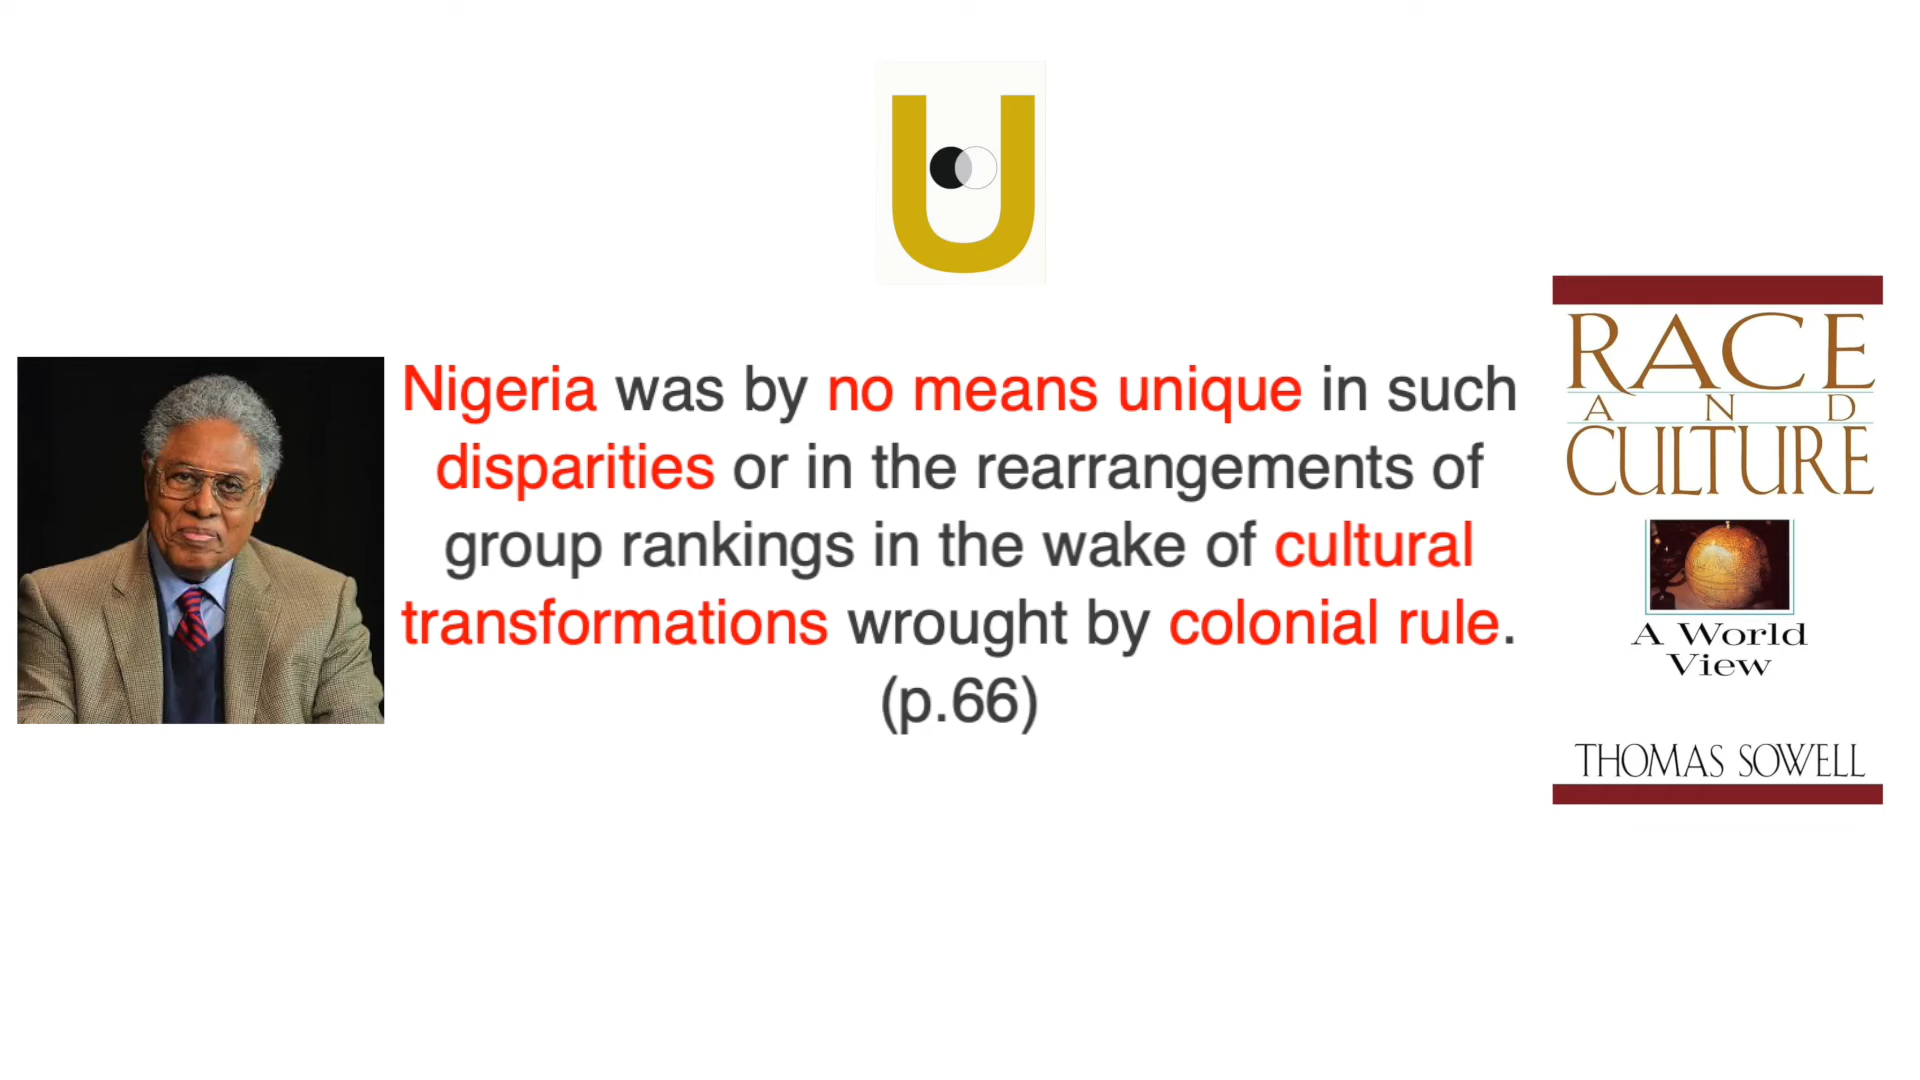 U
Nigeria was by no means unique in such
disparities or in the rearrangements of
group rankings in the wake of cultural
transformations wrought by colonial rule.
(p.66)
RACE
AND
CULTURE
A World
View
THOMAS SOWELL